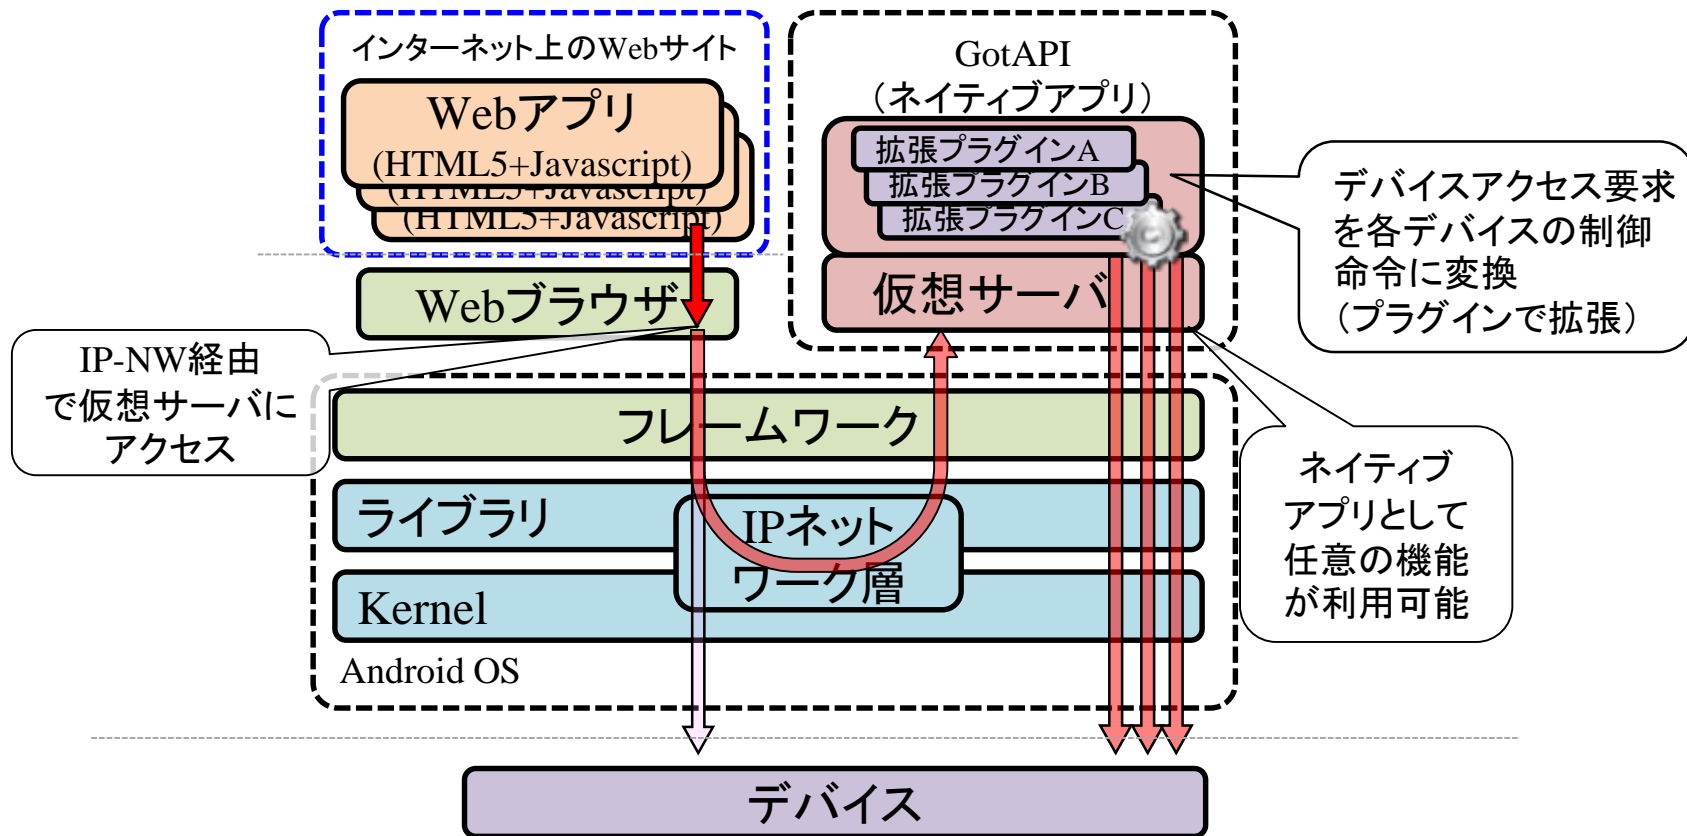 インターネット上のWebサイト
Webアプリ
(HTML5+Javascript)
(HTML5+Javascript)
(HTML5+Javascript)
Webブラウザ
GotAPI
(ネイティブアプリ)
拡張プラグインA
拡張プラグインB
拡張プラグインC
仮想サーバ
デバイスアクセス要求
を各デバイスの制御
命令に変換
(プラグインで拡張)
IP-NW経由
で仮想サーバに
アクセス
フレームワーク
ライブラリ
IPネット
ワーク層
Kernel
Android OS
ネイティブ
アプリとして
任意の機能
が利用可能
デバイス